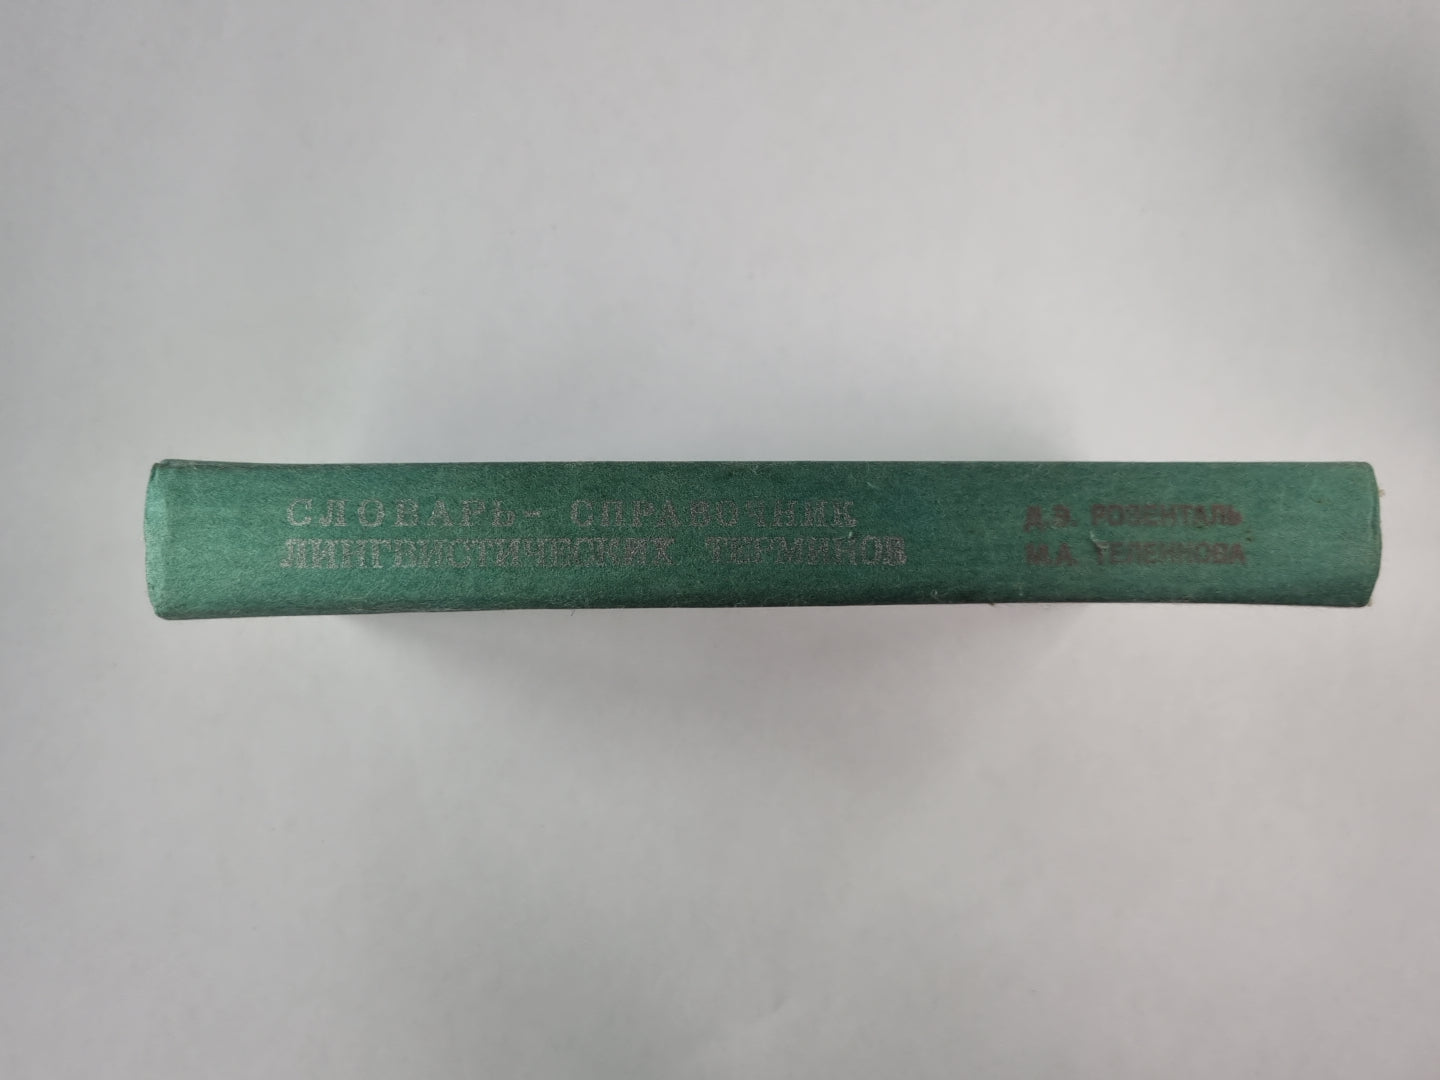 СЛОВАРЬ- СПРАВОЧНИК
ЛИНГВИСТИЧЕСКИХ ТЕРМИНОВ
Д.Э. РОЗЕНТАЛЬ
М.А. ТЕЛЕНКОВА